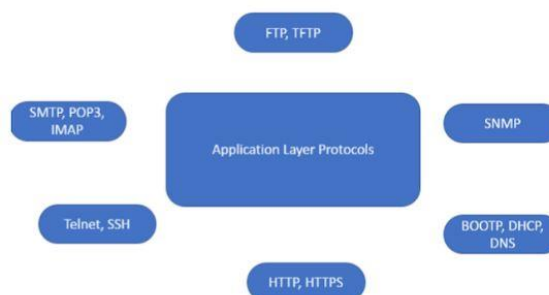 FTP, TFTP
SMTP, POP3,
IMAP
Application Layer Protocols
SNMP
Telnet, SSH
BOOTP, DHCP,
DNS
HTTP, HTTPS